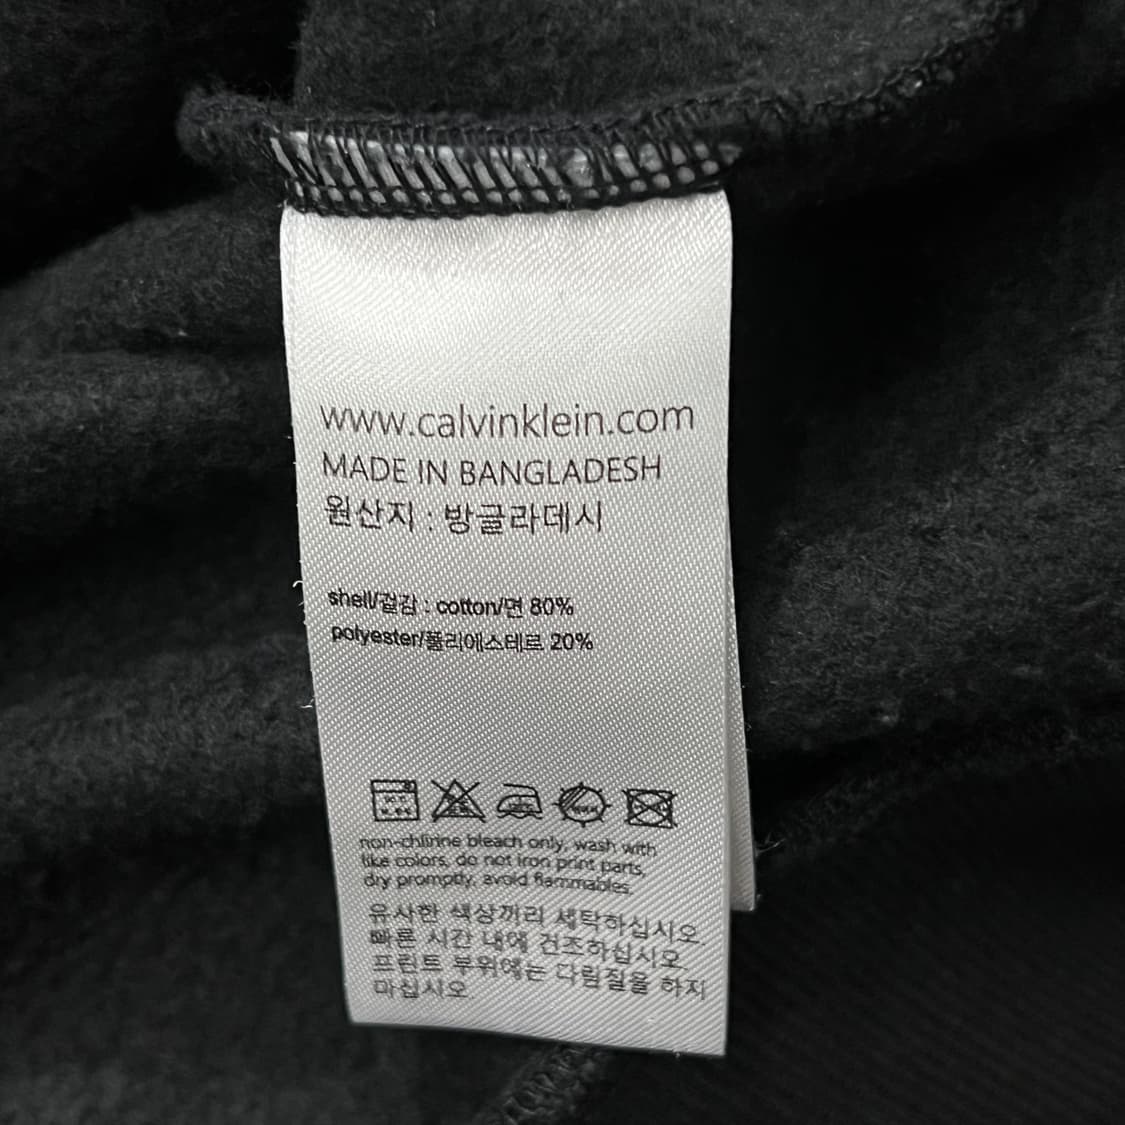 www.calvinklein.com
MADE IN BANGLADESH
원산지 : 방글라데시
shell/겉감 : cotton/면 80%
polyester/폴리에스테르 20%
non-chlirine bleach only, wash with
like colors, do not iron print parts,
dry promptly, avoid flammables.
유사한 색상끼리 세탁하십시오.
빠른 시간 내에 건조하십시오.
프린트 부위에는 다림질을 하지
마십시오.